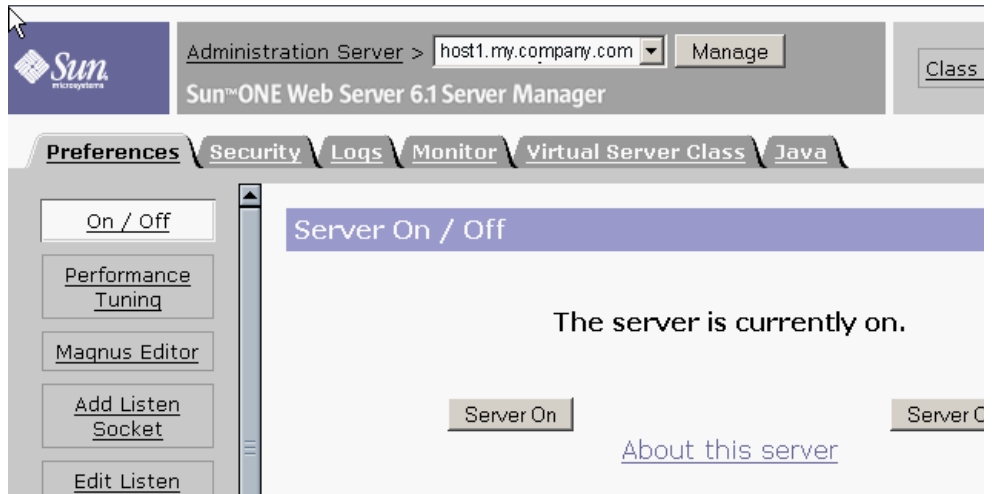 Sun
microsystems
Administration Server > host1.my.company.com Manage
Class
Sun™ONE Web Server 6.1 Server Manager
Preferences Security Logs Monitor Virtual Server Class Java
On / Off
Server On / Off
Performance
Tuning
The server is currently on.
Magnus Editor
Add Listen
Socket
Server On
Server
About this server
Edit Listen